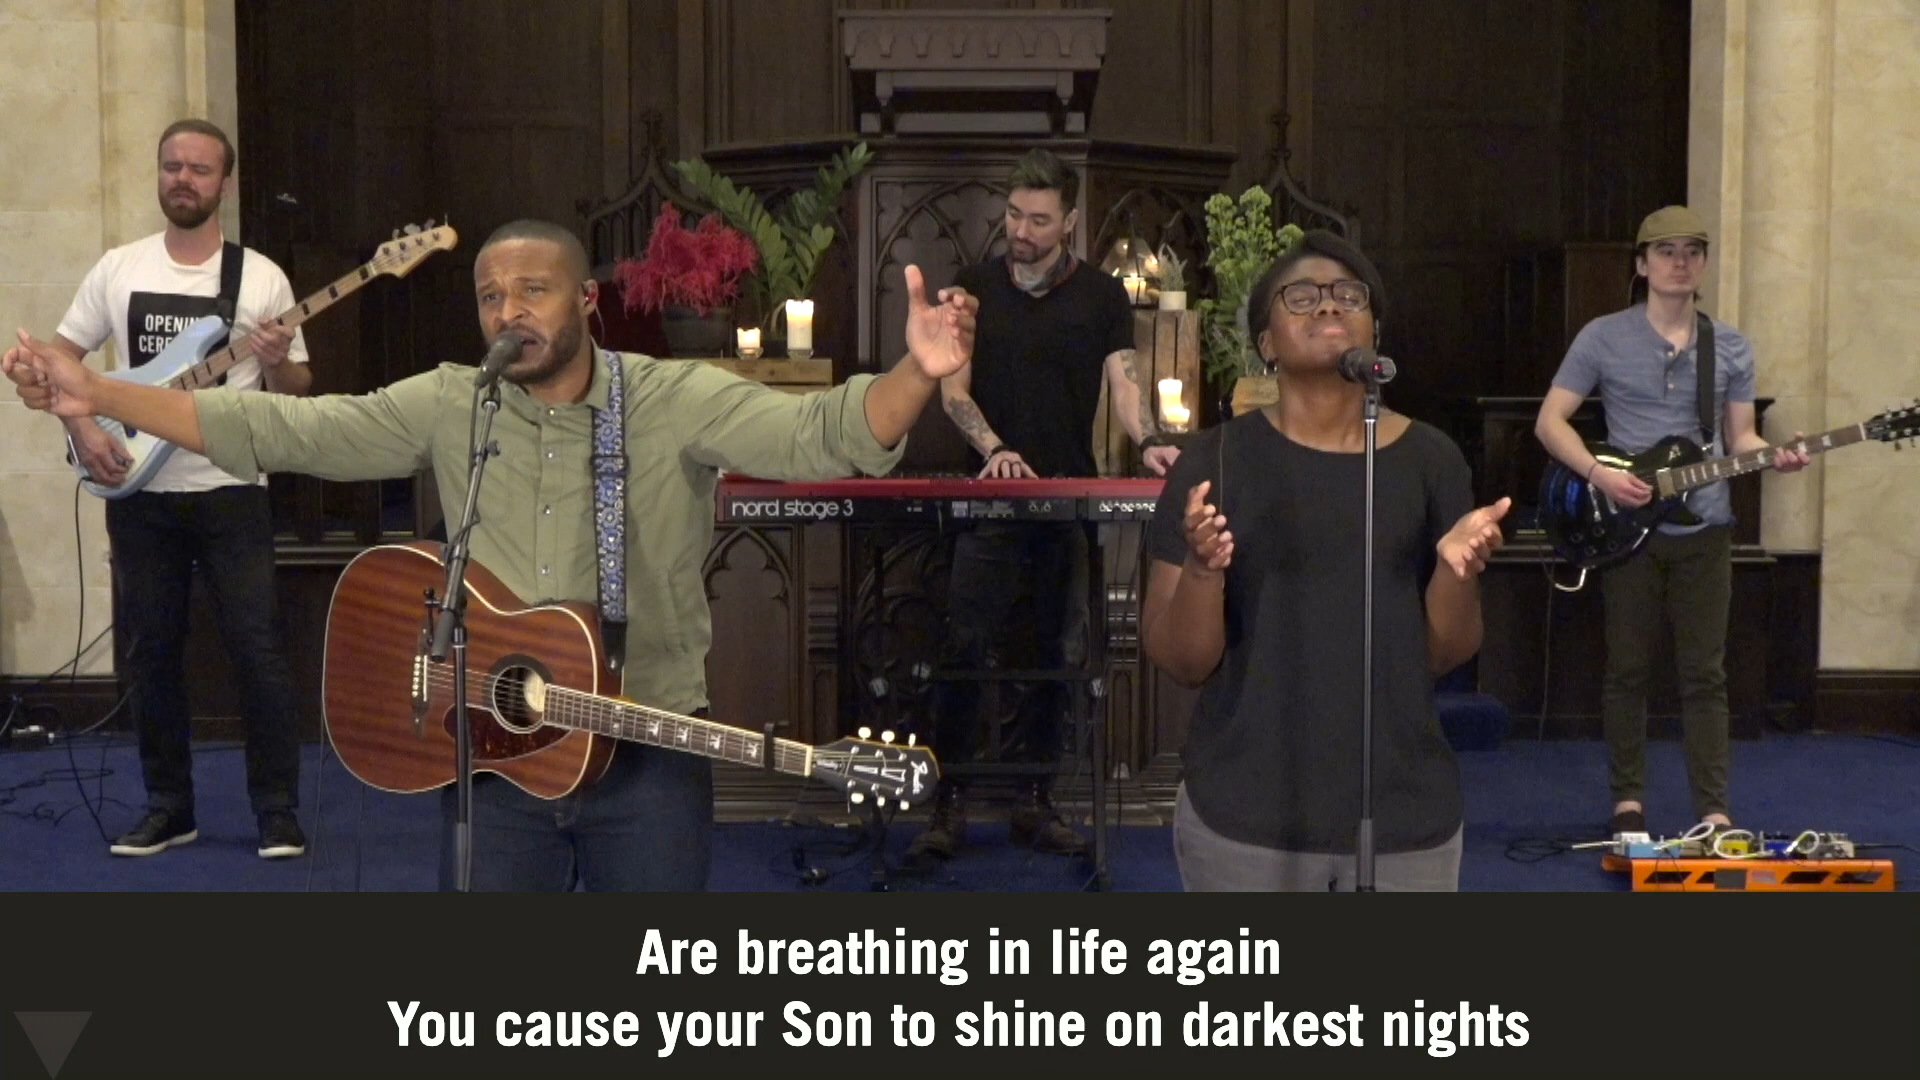 OPENIN
CERE
nord stage 3
Fender
Are breathing in life again
You cause your Son to shine on darkest nights